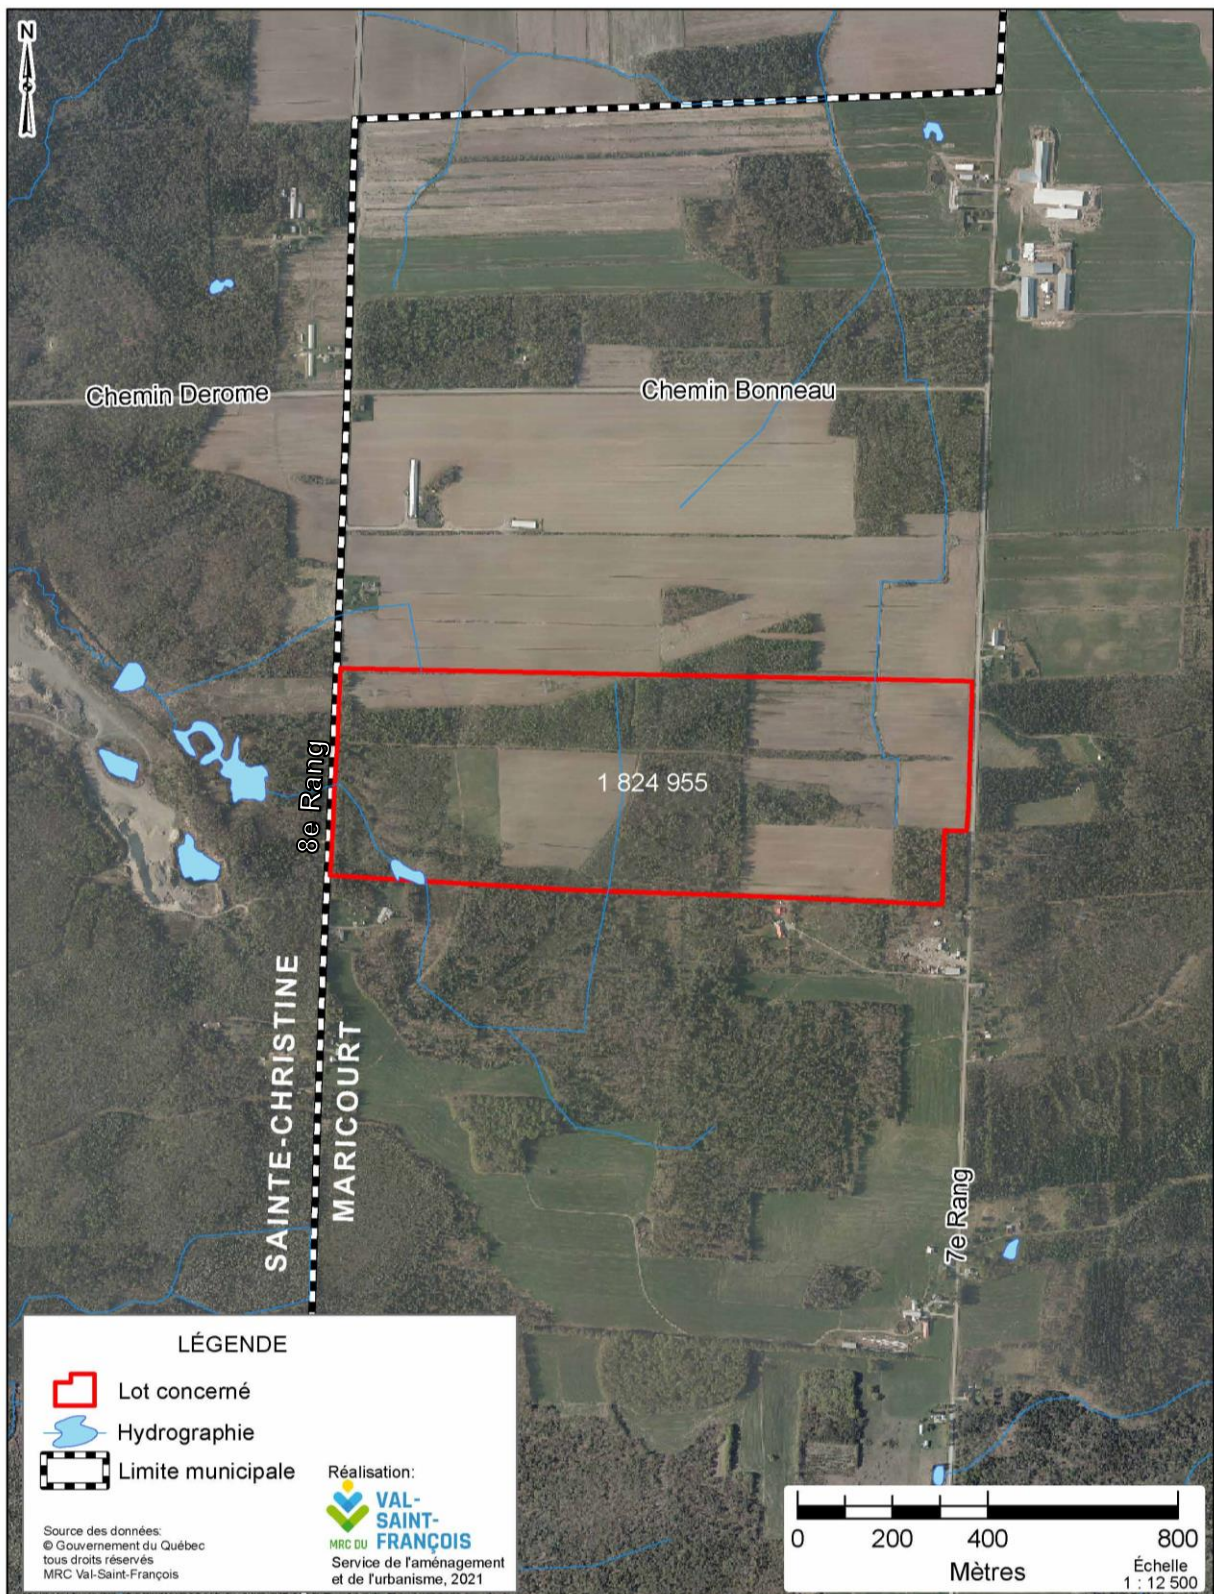 N
Chemin Derome
Chemin Bonneau
1 824 955
8e Rang
SAINTE-CHRISTINE
MARICOURT
7e Rang
LÉGENDE
Lot concerné
Hydrographie
Limite municipale
Source des données:
© Gouvernement du Québec
tous droits réservés
MRC Val-Saint-François
Réalisation:
VAL-
SAINT-
MRC DU FRANÇOIS
Service de l'aménagement
et de l'urbanisme, 2021
0 200 400 800
Mètres
Échelle
1 : 12 500